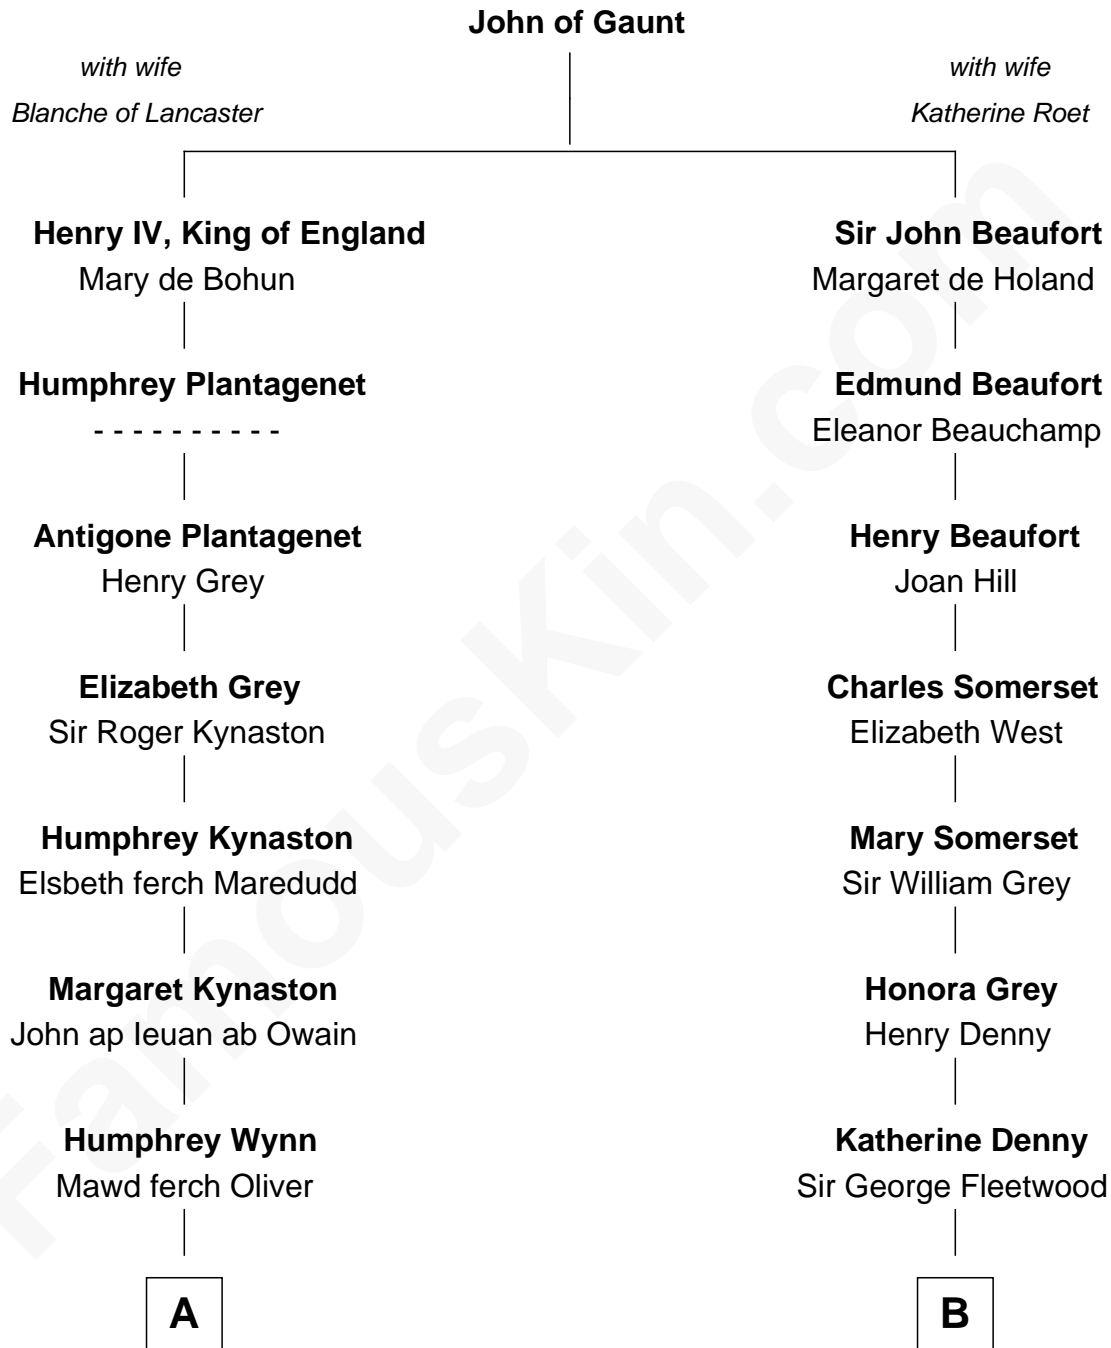 John of Gaunt
with wife
Blanche of Lancaster
with wife
Katherine Roet
Henry IV, King of England
Mary de Bohun
Sir John Beaufort
Margaret de Holand
Humphrey Plantagenet
- - - - - - - - - -
Edmund Beaufort
Eleanor Beauchamp
Antigone Plantagenet
Henry Grey
Henry Beaufort
Joan Hill
Elizabeth Grey
Sir Roger Kynaston
Charles Somerset
Elizabeth West
Humphrey Kynaston
Elsbeth ferch Maredudd
Mary Somerset
Sir William Grey
Margaret Kynaston
John ap Ieuan ab Owain
Honora Grey
Henry Denny
Humphrey Wynn
Mawd ferch Oliver
Katherine Denny
Sir George Fleetwood
A
B
FamousKin.com